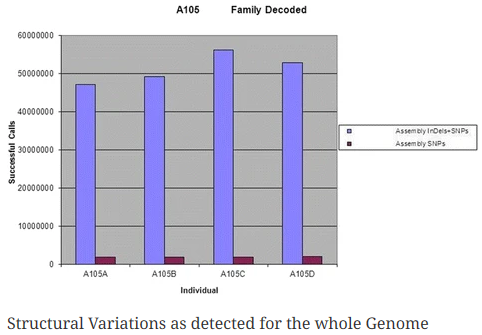 A105 Family Decoded
60000000
50000000
40000000
30000000
20000000
10000000
0
Successful Calls
A105A A105B A105C A105D
Individual
Assembly InDels+SNPs
Assembly SNPs
Structural Variations as detected for the whole Genome